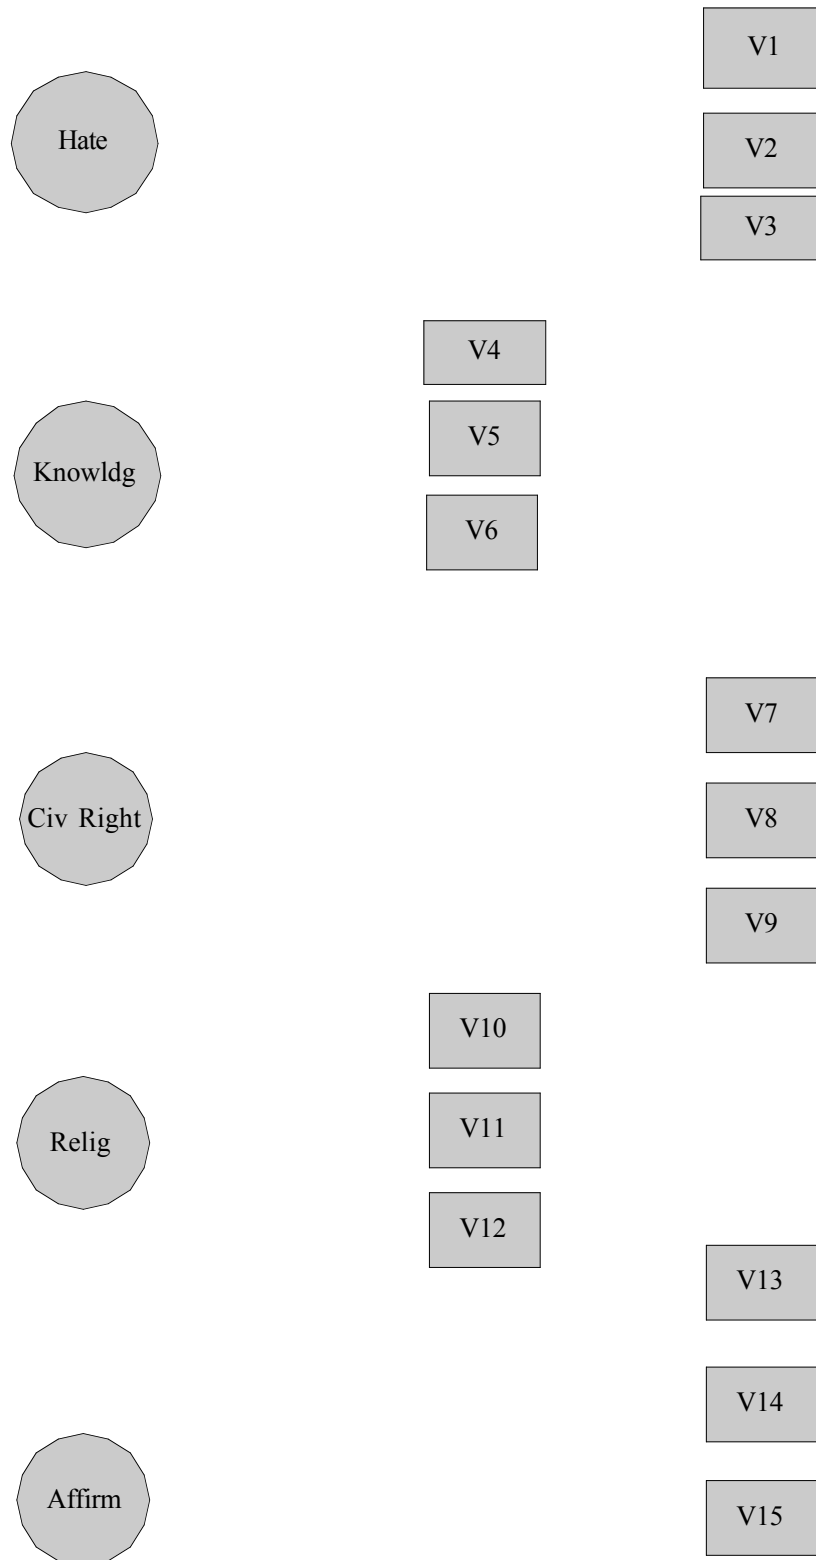 V1
Hate
V2
V3
V4
V5
Knowldg
V6
V7
Civ Right
V8
V9
V10
V11
Relig
V12
V13
V14
Affirm
V15